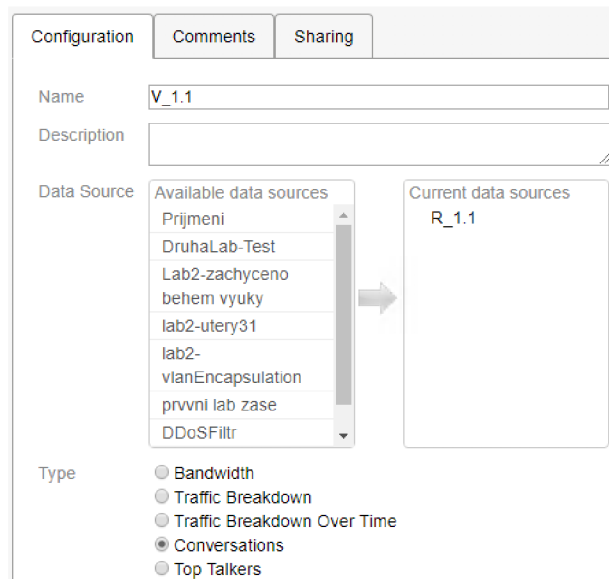 Configuration
Comments
Sharing
Name
V_1.1
Description
Data Source
Available data sources
Prijmeni
DruhaLab-Test
Lab2-zachyceno
behem vyuky
lab2-utery31
lab2-
vlanEncapsulation
prvvni lab zase
DDoSFiltr
Current data sources
R_1.1
Type
Bandwidth
Traffic Breakdown
Traffic Breakdown Over Time
Conversations
Top Talkers